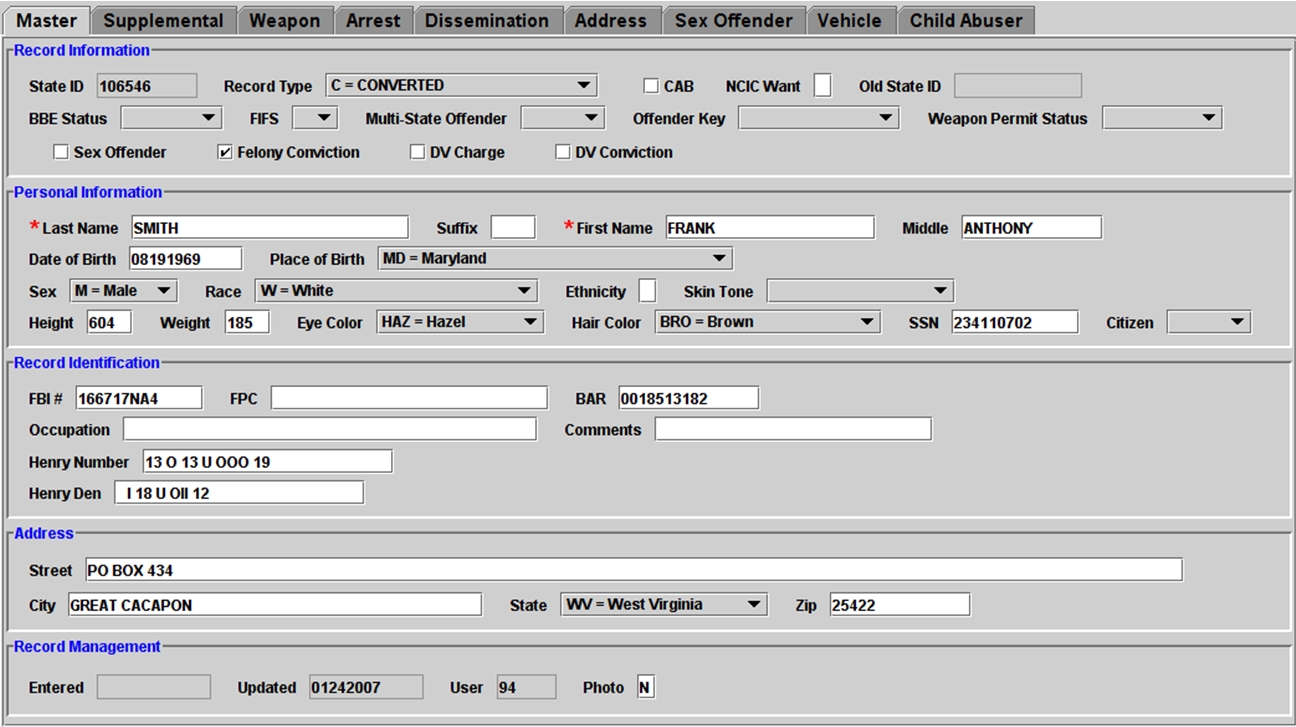 Master Supplemental Weapon Arrest Dissemination Address Sex Offender Vehicle Child Abuser
Record Information
State ID 106546 Record Type C = CONVERTED CAB NCIC Want Old State ID
BBE Status FIFS Multi-State Offender Offender Key Weapon Permit Status
Sex Offender Felony Conviction DV Charge DV Conviction
Personal Information
*Last Name SMITH Suffix *First Name FRANK Middle ANTHONY
Date of Birth 08191969 Place of Birth MD = Maryland
Sex M = Male Race W = White Ethnicity Skin Tone
Height 604 Weight 185 Eye Color HAZ = Hazel Hair Color BRO = Brown SSN 234110702 Citizen
Record Identification
FBI # 166717NA4 FPC BAR 0018513182
Occupation Comments
Henry Number 13 O 13 U OOO 19
Henry Den I 18 U OII 12
Address
Street PO BOX 434
City GREAT CACAPON State WV = West Virginia Zip 25422
Record Management
Entered Updated 01242007 User 94 Photo N